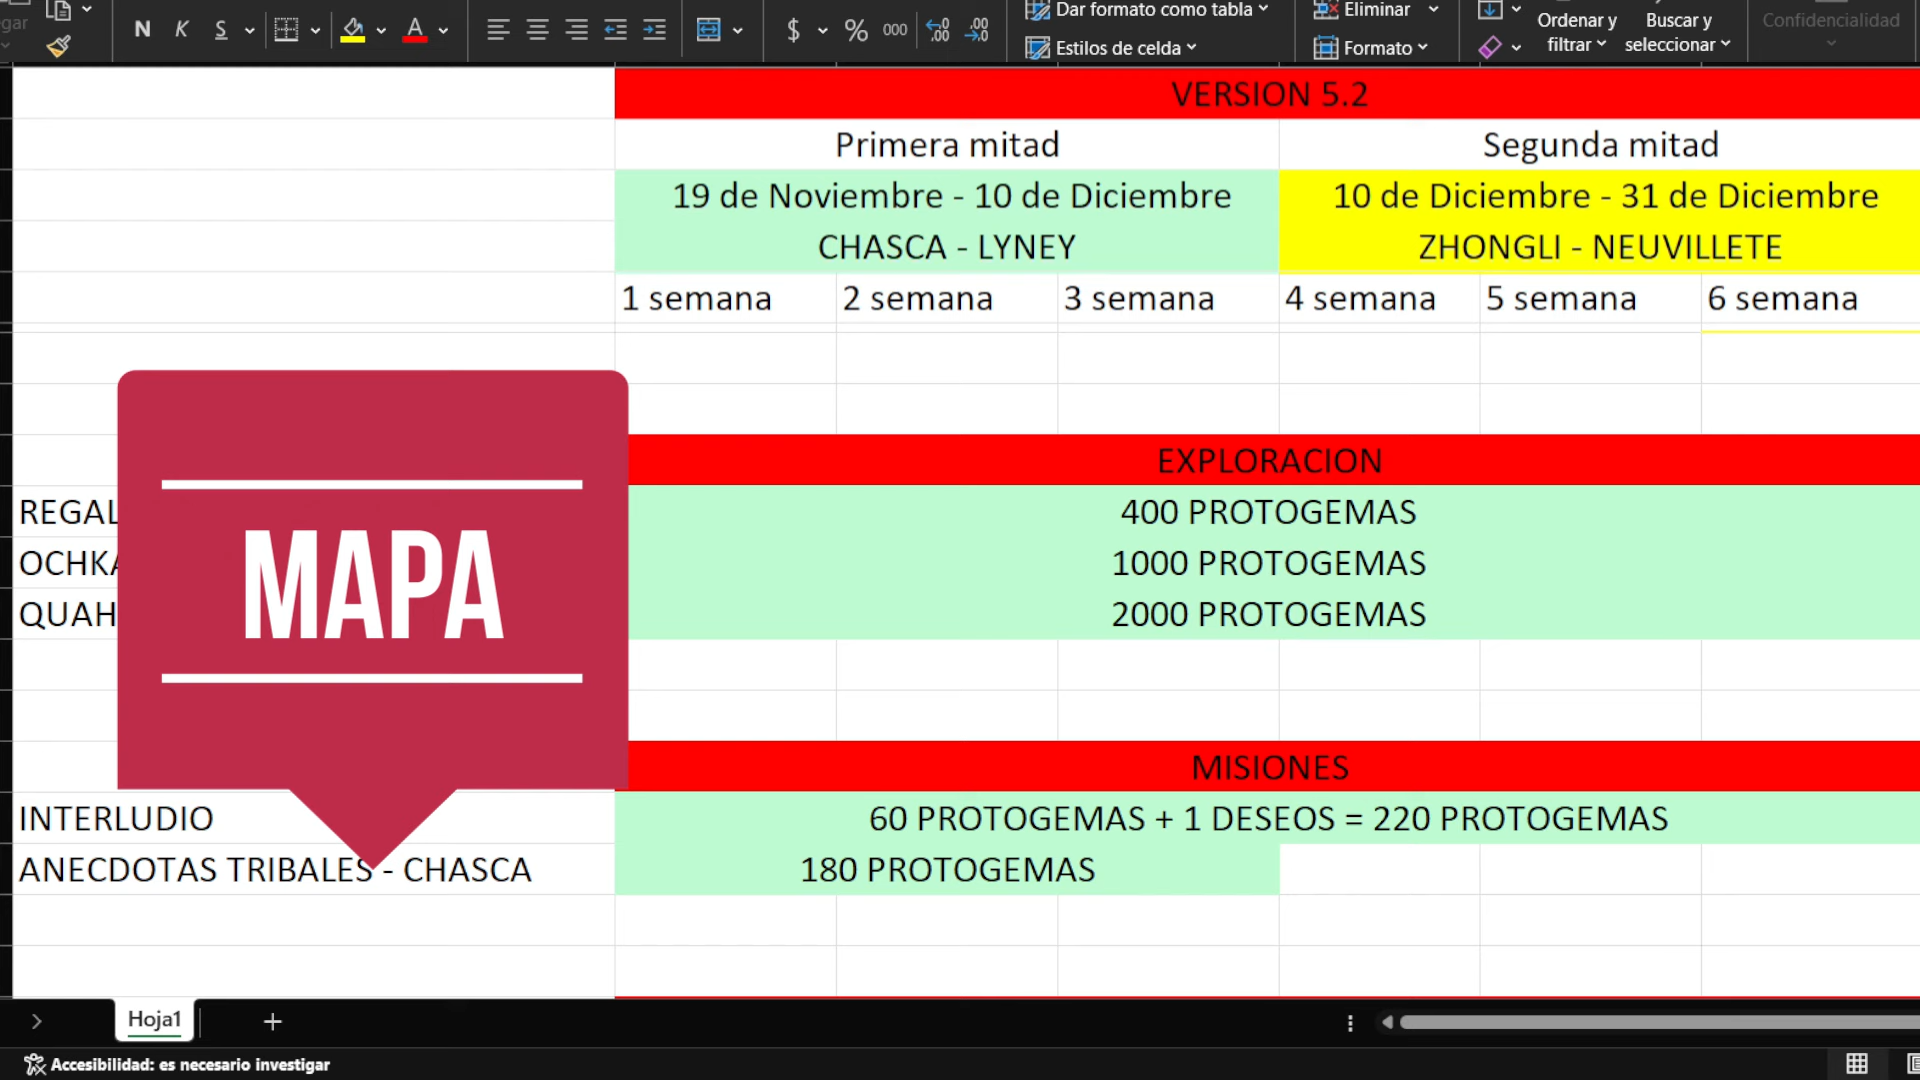 N K S A $ % 000
Dar formato como tabla
Estilos de celda
Eliminar
Formato
Ordenar y
filtrar
Buscar y
seleccionar
Confidencialidad
VERSION 5.2
Primera mitad
Segunda mitad
19 de Noviembre - 10 de Diciembre
10 de Diciembre - 31 de Diciembre
CHASCA - LYNEY
ZHONGLI - NEUVILLETE
1 semana
2 semana
3 semana
4 semana
5 semana
6 semana
EXPLORACION
400 PROTOGEMAS
1000 PROTOGEMAS
2000 PROTOGEMAS
MAPA
MISIONES
INTERLUDIO
60 PROTOGEMAS + 1 DESEOS = 220 PROTOGEMAS
ANECDOTAS TRIBALES - CHASCA
180 PROTOGEMAS
Hoja1
Accesibilidad: es necesario investigar